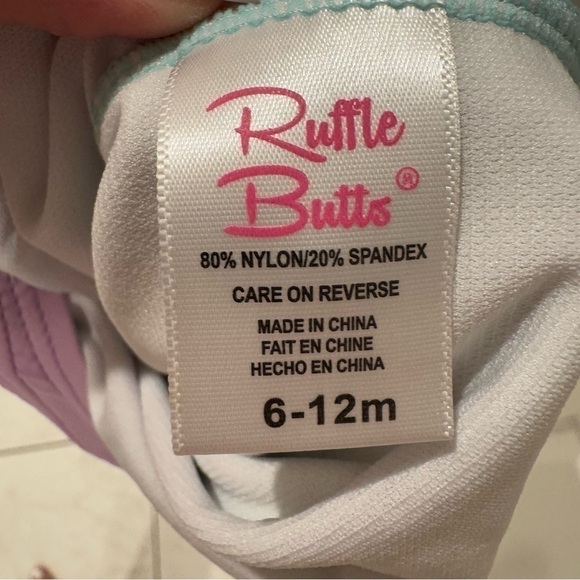 Ruffle
Butts®
80% NYLON/20% SPANDEX
CARE ON REVERSE
MADE IN CHINA
FAIT EN CHINE
HECHO EN CHINA
6-12m